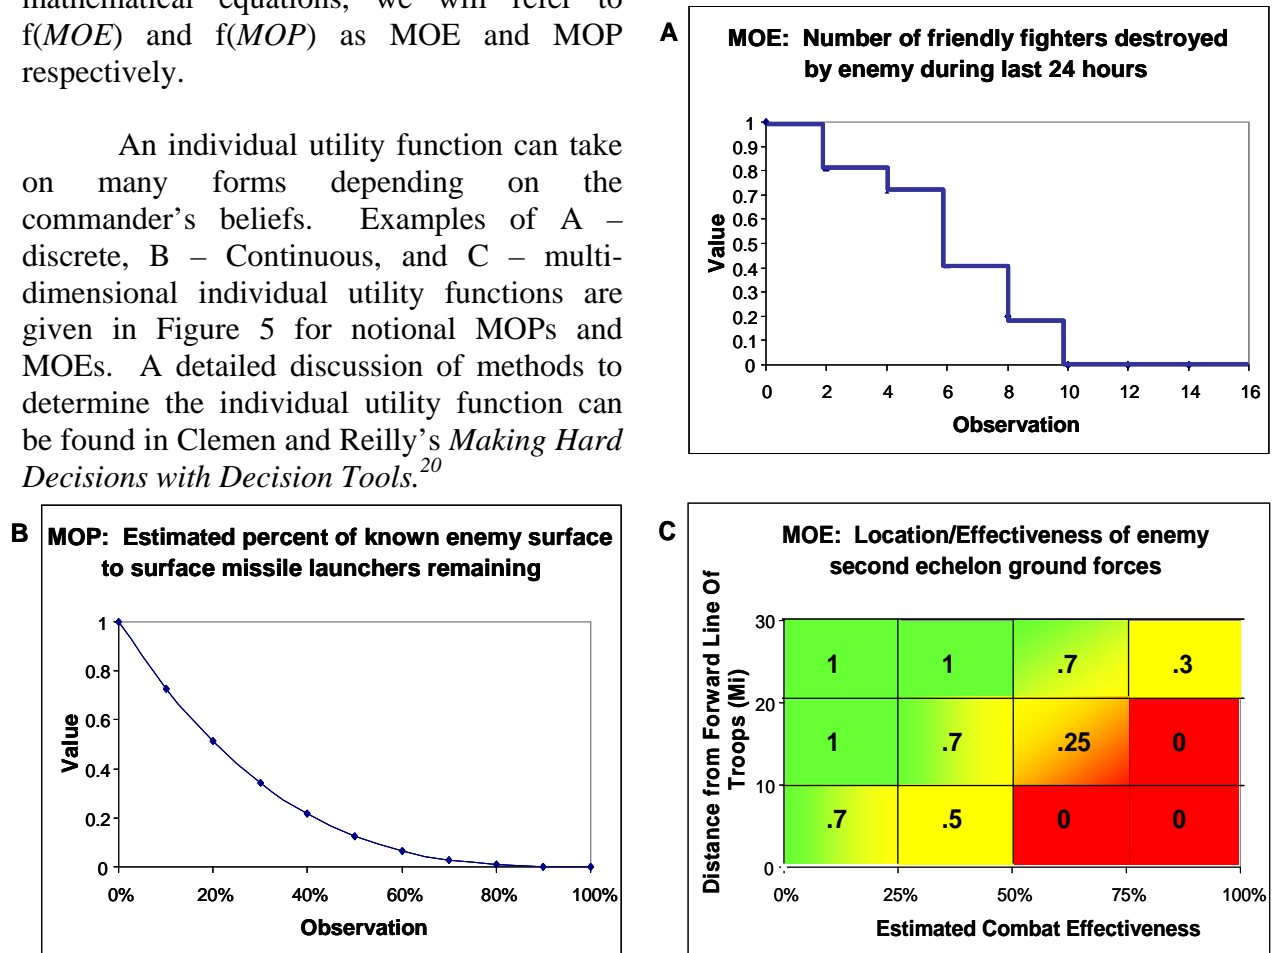 mathematical equations, we will refer to
f(MOE) and f(MOP) as MOE and MOP
respectively.
An individual utility function can take
on many forms depending on the
commander's beliefs. Examples of A –
discrete, B – Continuous, and C – multi-
dimensional individual utility functions are
given in Figure 5 for notional MOPs and
MOEs. A detailed discussion of methods to
determine the individual utility function can
be found in Clemen and Reilly's Making Hard
Decisions with Decision Tools.20
A
MOE: Number of friendly fighters destroyed
by enemy during last 24 hours
Value
1
0.9
0.8
0.7
0.6
0.5
0.4
0.3
0.2
0.1
0
0 2 4 6 8 10 12 14 16
Observation
B
MOP: Estimated percent of known enemy surface
to surface missile launchers remaining
Value
1
0.8
0.6
0.4
0.2
0
0% 20% 40% 60% 80% 100%
Observation
C
MOE: Location/Effectiveness of enemy
second echelon ground forces
Distance from Forward Line Of
Troops (Mi)
30
20
10
0
1 1 .7 .3
1 .7 .25 0
.7 .5 0 0
0% 25% 50% 75% 100%
Estimated Combat Effectiveness